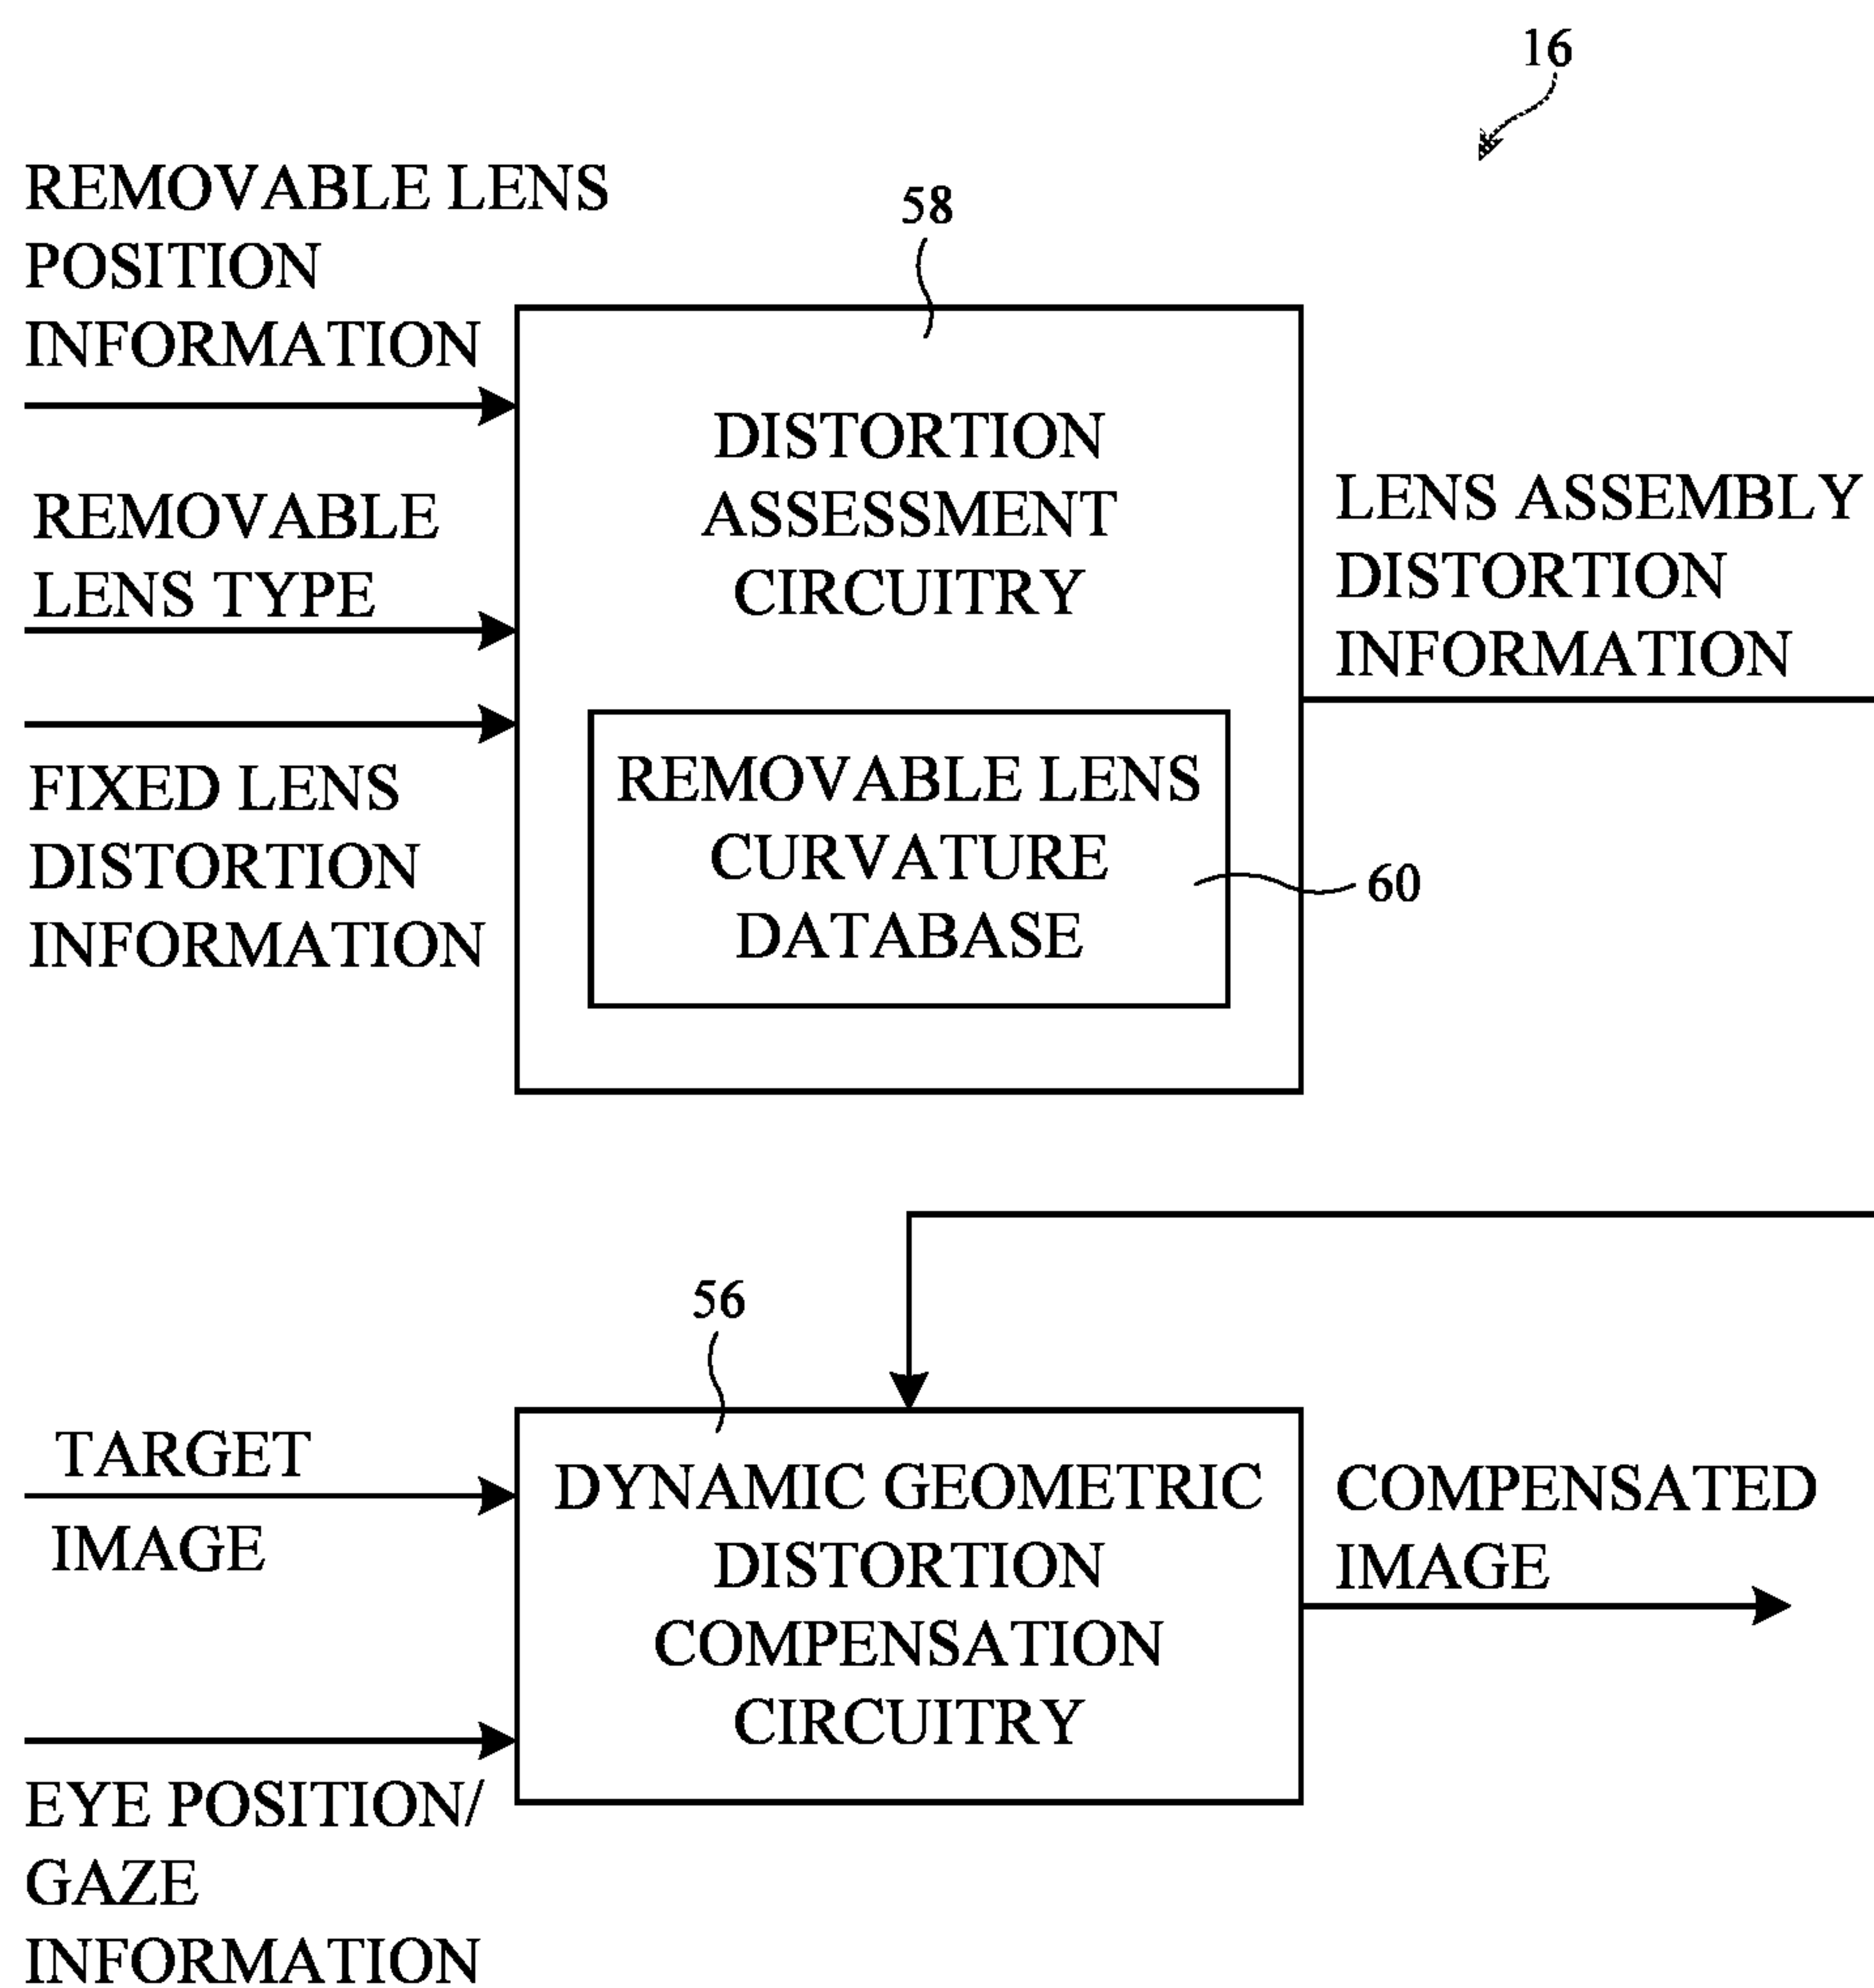 16
REMOVABLE LENS
POSITION
INFORMATION
58
REMOVABLE
LENS TYPE
FIXED LENS
DISTORTION
INFORMATION
DISTORTION
ASSESSMENT
CIRCUITRY
REMOVABLE LENS
CURVATURE
DATABASE
60
LENS ASSEMBLY
DISTORTION
INFORMATION
56
TARGET
IMAGE
EYE POSITION/
GAZE
INFORMATION
DYNAMIC GEOMETRIC
DISTORTION
COMPENSATION
CIRCUITRY
COMPENSATED
IMAGE